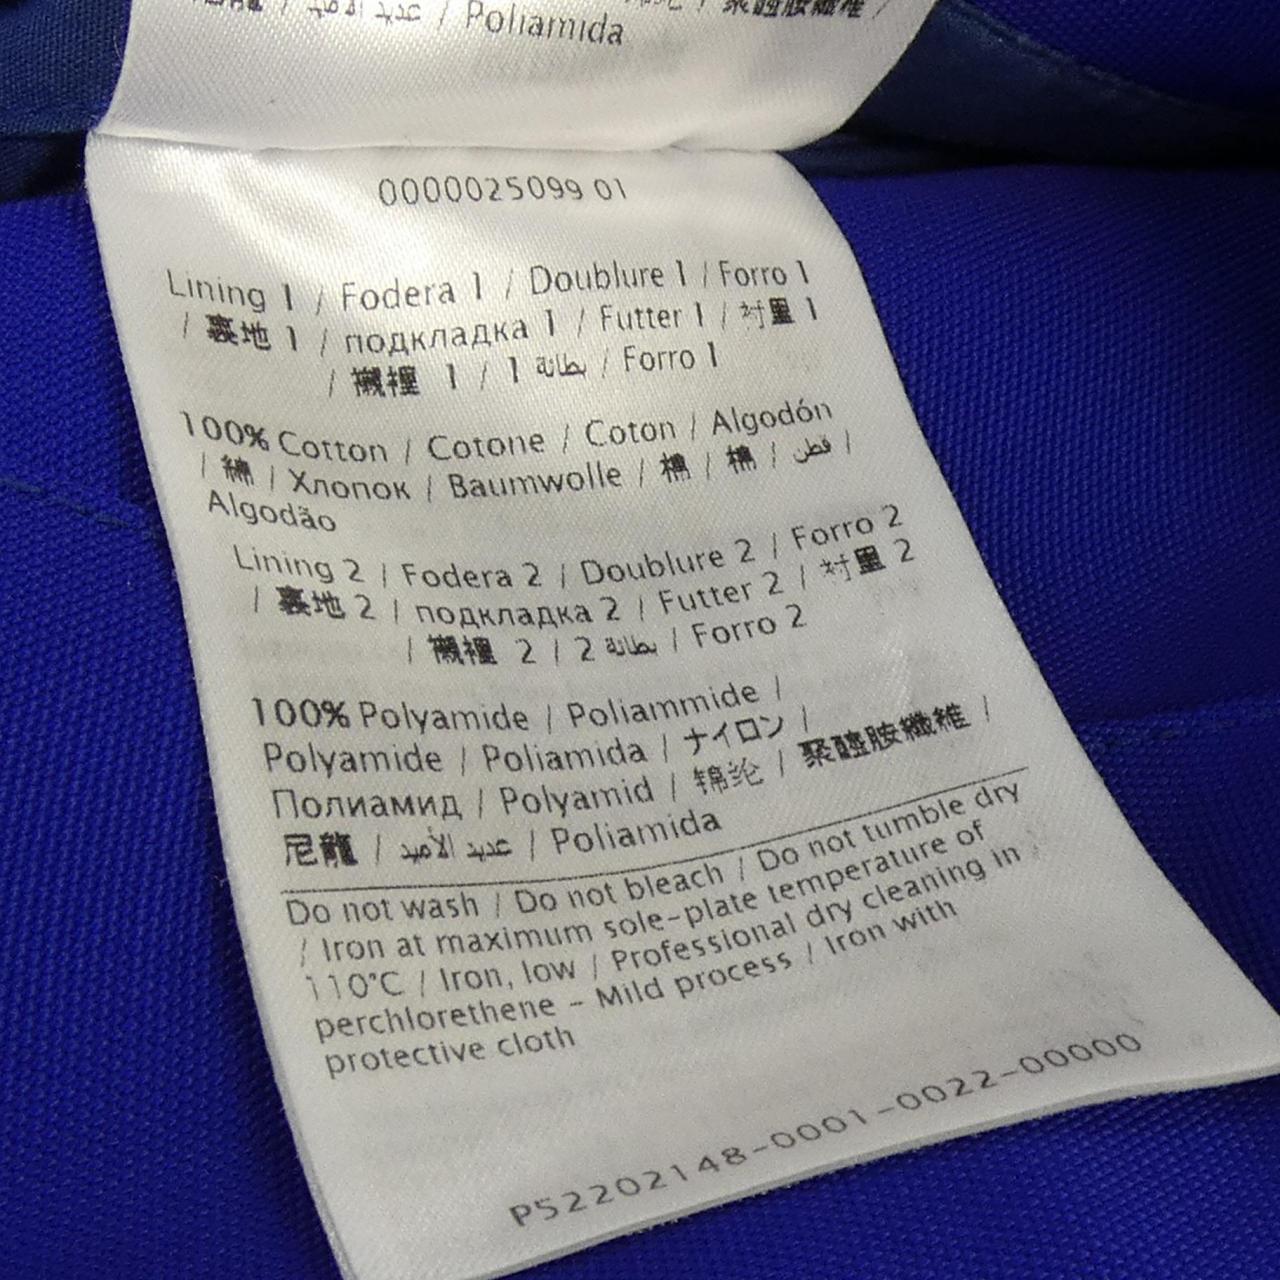 / Poliamida
0000025099 01
Lining 1 / Fodera 1 / Doublure 1 / Forro 1
/ 裏地 1 / подкладка 1 / Futter 1 / 衬里 1
/ 襯裡 1 / 1 بطانة / Forro 1
100% Cotton / Cotone / Coton / Algodón
/ 綿 / Хлопок / Baumwolle / 棉 / 棉 / قطن /
Algodão
Lining 2 / Fodera 2 / Doublure 2 / Forro 2
/ 裏地 2 / подкладка 2 / Futter 2 / 衬里 2
/ 襯裡 2 / 2 بطانة / Forro 2
100% Polyamide / Poliammide /
Polyamide / Poliamida / ナイロン /
Полиамид / Polyamid / 锦纶 / 聚醯胺纖維 /
尼龍 / عديد الأميد / Poliamida
Do not wash / Do not bleach / Do not tumble dry
/ Iron at maximum sole-plate temperature of
110°C / Iron, low / Professional dry cleaning in
perchlorethene - Mild process / Iron with
protective cloth
P52202148-0001-0022-00000